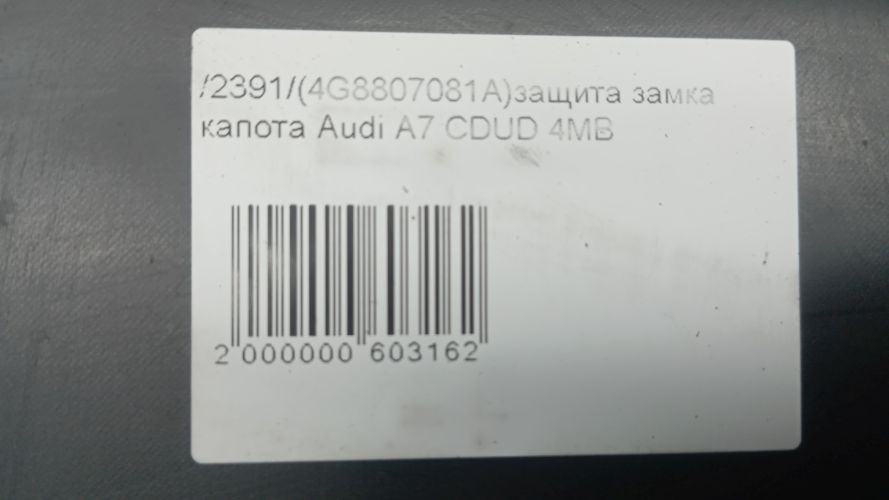 /2391/(4G8807081A)защита замка
капота Audi A7 CDUD 4MB
2 000000 603162